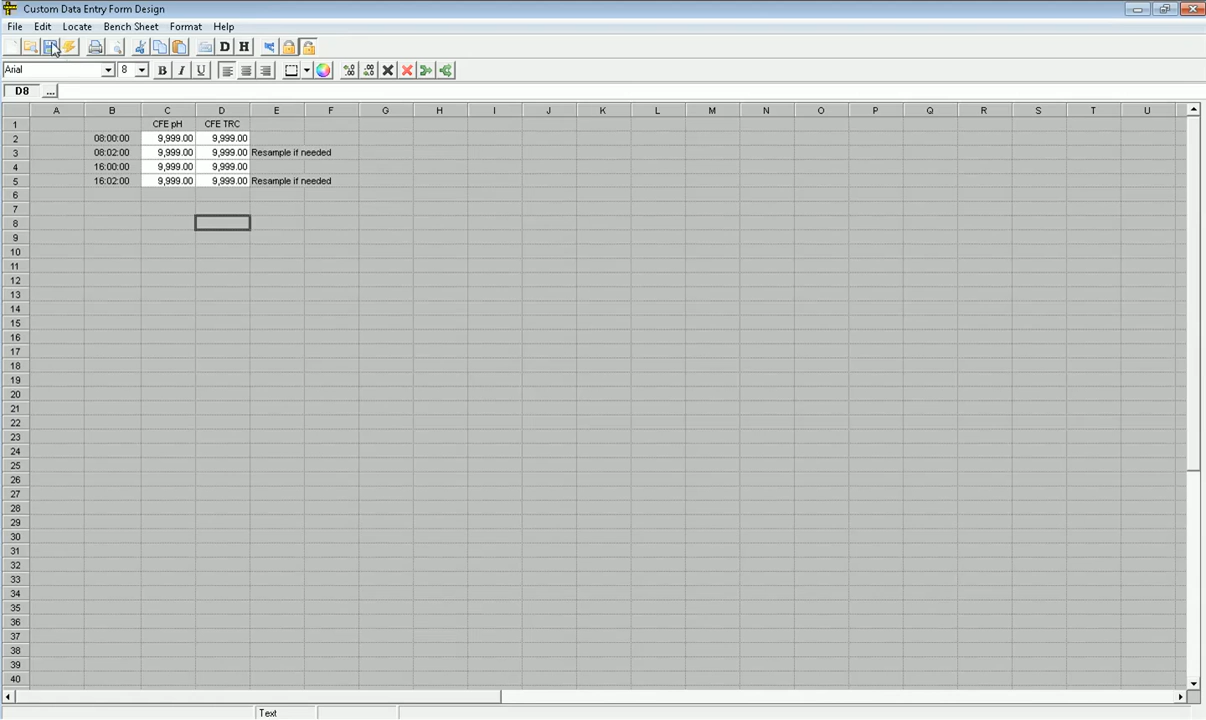 Custom Data Entry Form Design
File Edit Locate Bench Sheet Format Help
D H
Arial 8 B I U
D8 ...
A B C D E F G H I J K L M N O P Q R S T U
1 CFE pH CFE TRC
2 08:00:00 9,999.00 9,999.00
3 08:02:00 9,999.00 9,999.00 Resample if needed
4 16:00:00 9,999.00 9,999.00
5 16:02:00 9,999.00 9,999.00 Resample if needed
6
7
8
9
10
11
12
13
14
15
16
17
18
19
20
21
22
23
24
25
26
27
28
29
30
31
32
33
34
35
36
37
38
39
40
Text